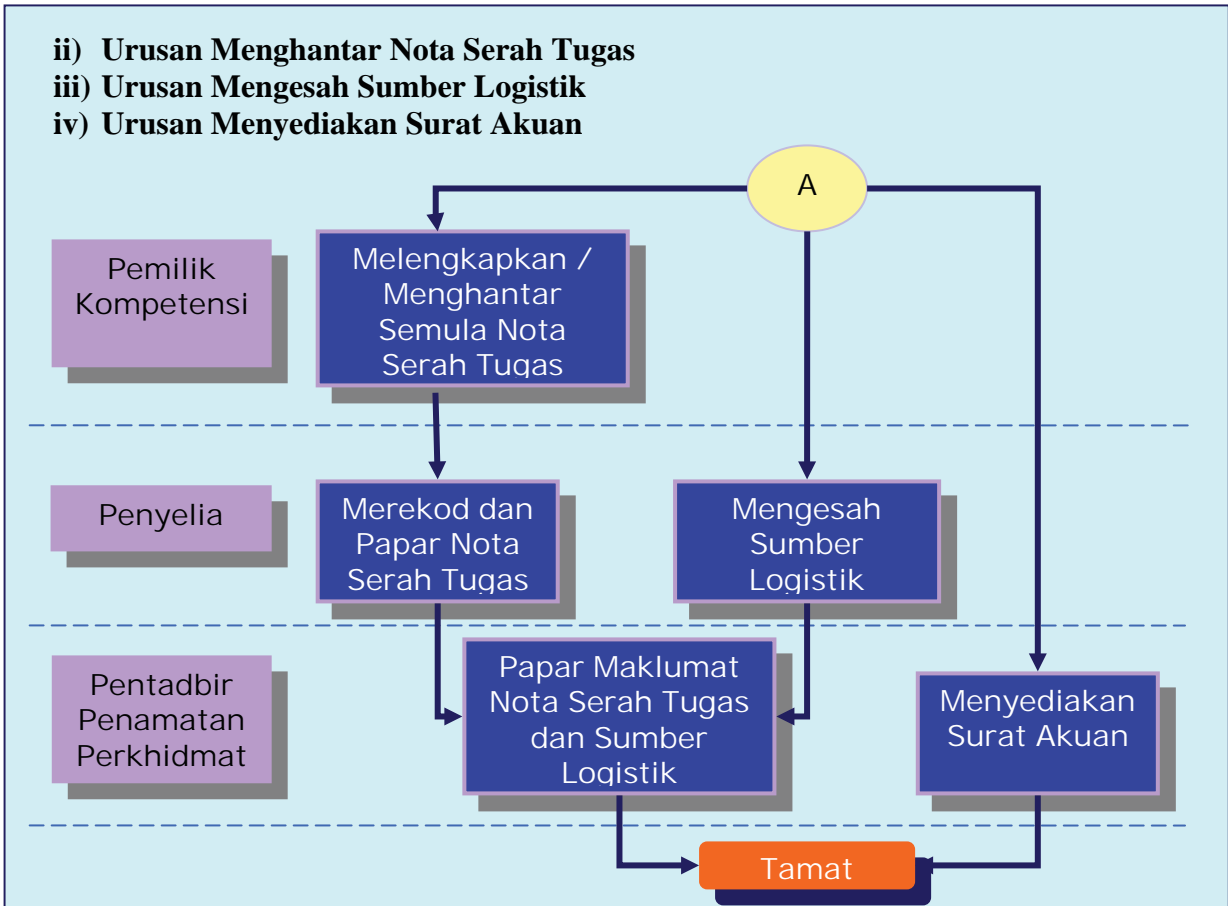 ii) Urusan Menghantar Nota Serah Tugas
iii) Urusan Mengesah Sumber Logistik
iv) Urusan Menyediakan Surat Akuan
A
Pemilik
Kompetensi
Melengkapkan /
Menghantar
Semula Nota
Serah Tugas
Penyelia
Merekod dan
Papar Nota
Serah Tugas
Mengesah
Sumber
Logistik
Pentadbir
Penamatan
Perkhidmat
Papar Maklumat
Nota Serah Tugas
dan Sumber
Logistik
Menyediakan
Surat Akuan
Tamat